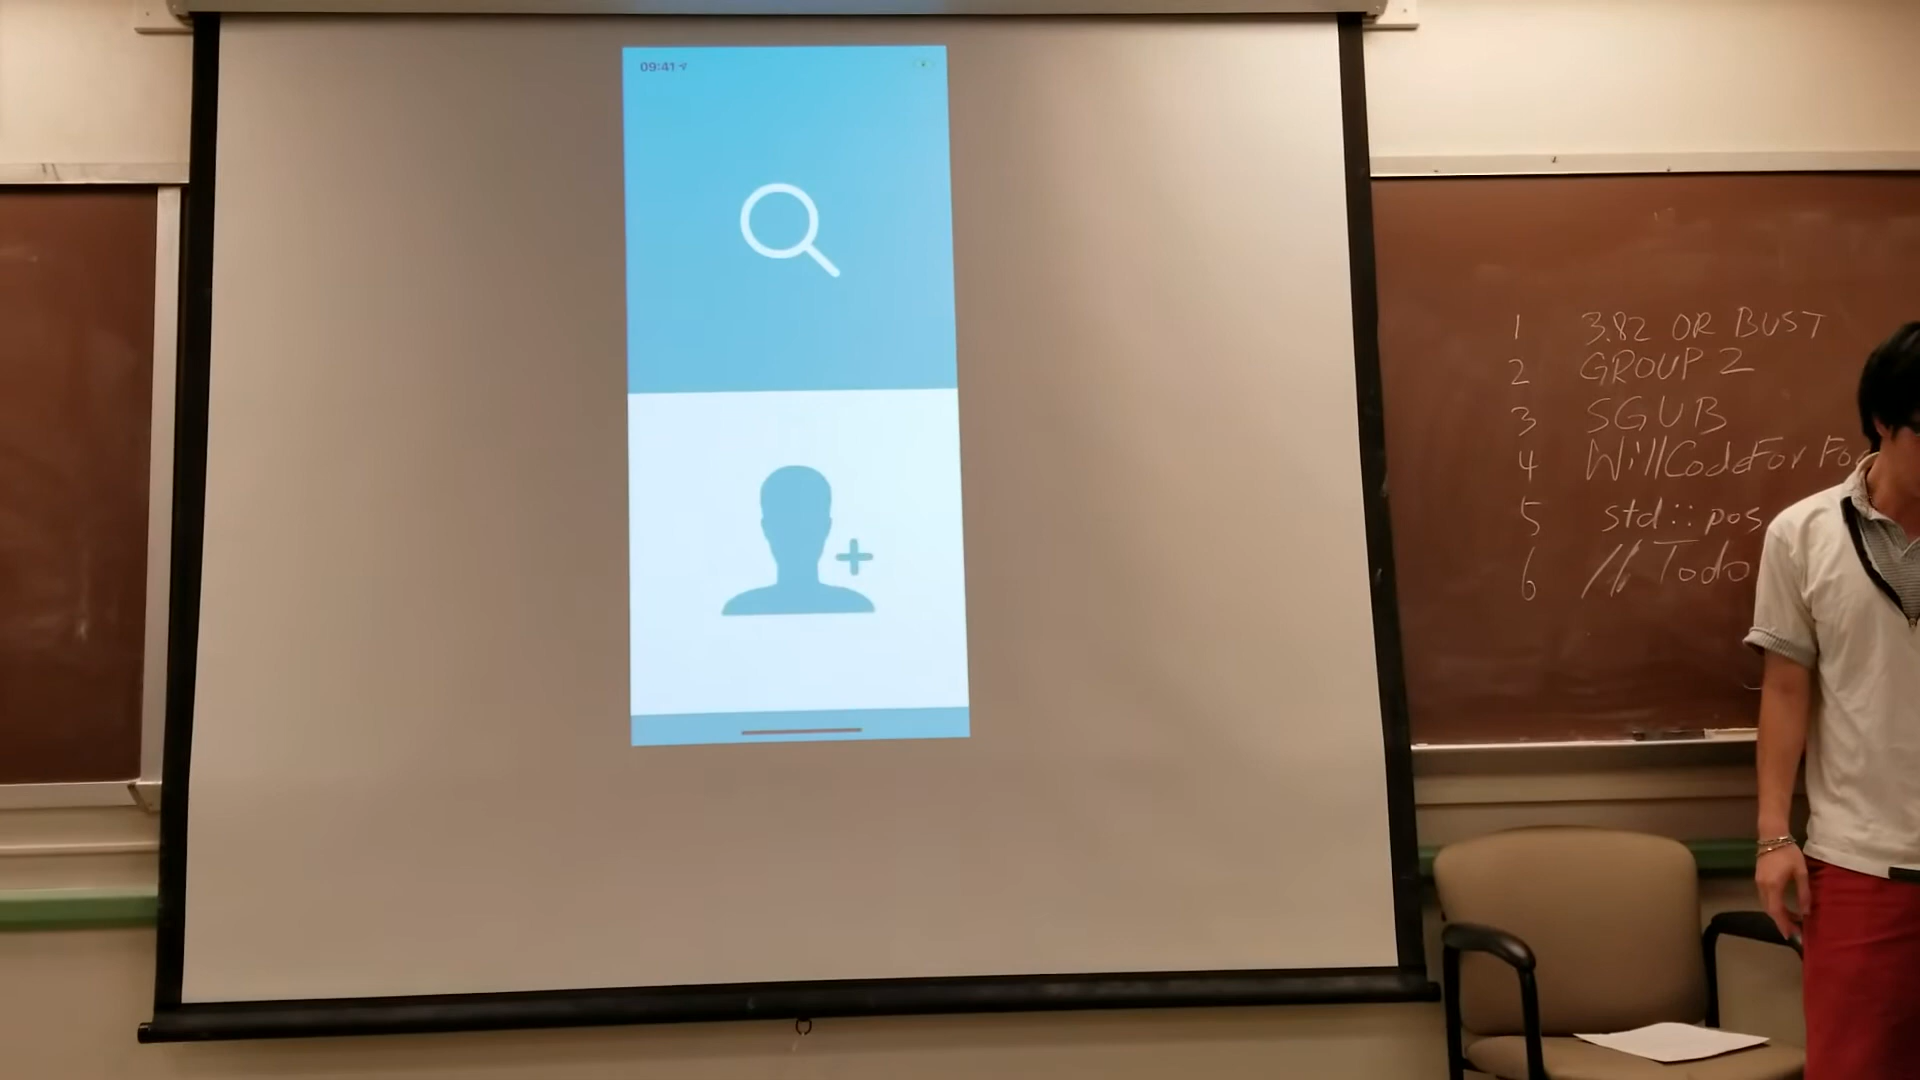 09:41
1 3.82 OR BUST
2 GROUP 2
3 SGUB
4 WillCodeFor
5 std::pos
6 // Todo